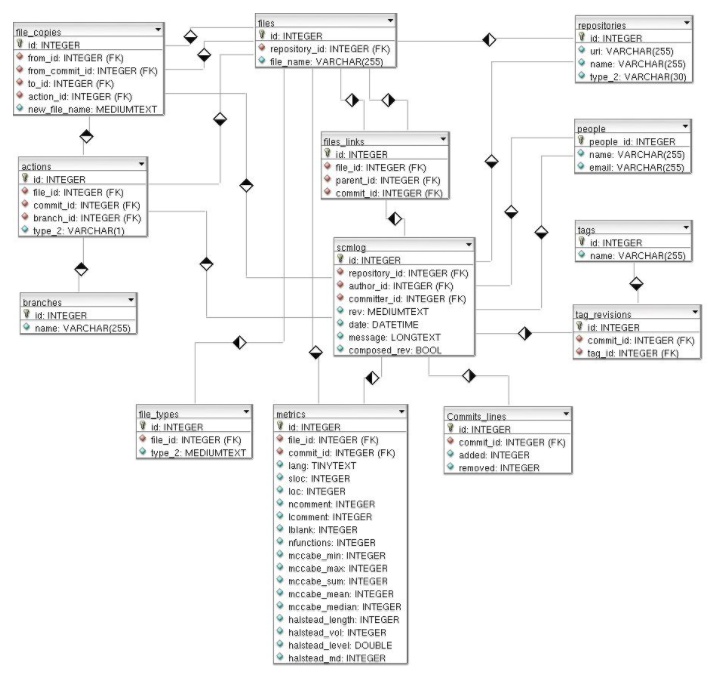 file_copies
id: INTEGER
from_id: INTEGER (FK)
from_commit_id: INTEGER (FK)
to_id: INTEGER (FK)
action_id: INTEGER (FK)
new_file_name: MEDIUMTEXT
files
id: INTEGER
repository_id: INTEGER (FK)
file_name: VARCHAR(255)
repositories
id: INTEGER
uri: VARCHAR(255)
name: VARCHAR(255)
type_2: VARCHAR(30)
actions
id: INTEGER
file_id: INTEGER (FK)
commit_id: INTEGER (FK)
branch_id: INTEGER (FK)
type_2: VARCHAR(1)
files_links
id: INTEGER
file_id: INTEGER (FK)
parent_id: INTEGER (FK)
commit_id: INTEGER (FK)
people
people_id: INTEGER
name: VARCHAR(255)
email: VARCHAR(255)
branches
id: INTEGER
name: VARCHAR(255)
scmlog
id: INTEGER
repository_id: INTEGER (FK)
author_id: INTEGER (FK)
committer_id: INTEGER (FK)
rev: MEDIUMTEXT
date: DATETIME
message: LONGTEXT
composed_rev: BOOL
tags
id: INTEGER
name: VARCHAR(255)
tag_revisions
id: INTEGER
commit_id: INTEGER (FK)
tag_id: INTEGER (FK)
file_types
id: INTEGER
file_id: INTEGER (FK)
type_2: MEDIUMTEXT
metrics
id: INTEGER
file_id: INTEGER (FK)
commit_id: INTEGER (FK)
lang: TINYTEXT
sloc: INTEGER
loc: INTEGER
ncomment: INTEGER
lcomment: INTEGER
lblank: INTEGER
nfunctions: INTEGER
mccabe_min: INTEGER
mccabe_max: INTEGER
mccabe_sum: INTEGER
mccabe_mean: INTEGER
mccabe_median: INTEGER
halstead_length: INTEGER
halstead_vol: INTEGER
halstead_level: DOUBLE
halstead_md: INTEGER
Commits_lines
id: INTEGER
commit_id: INTEGER (FK)
added: INTEGER
removed: INTEGER